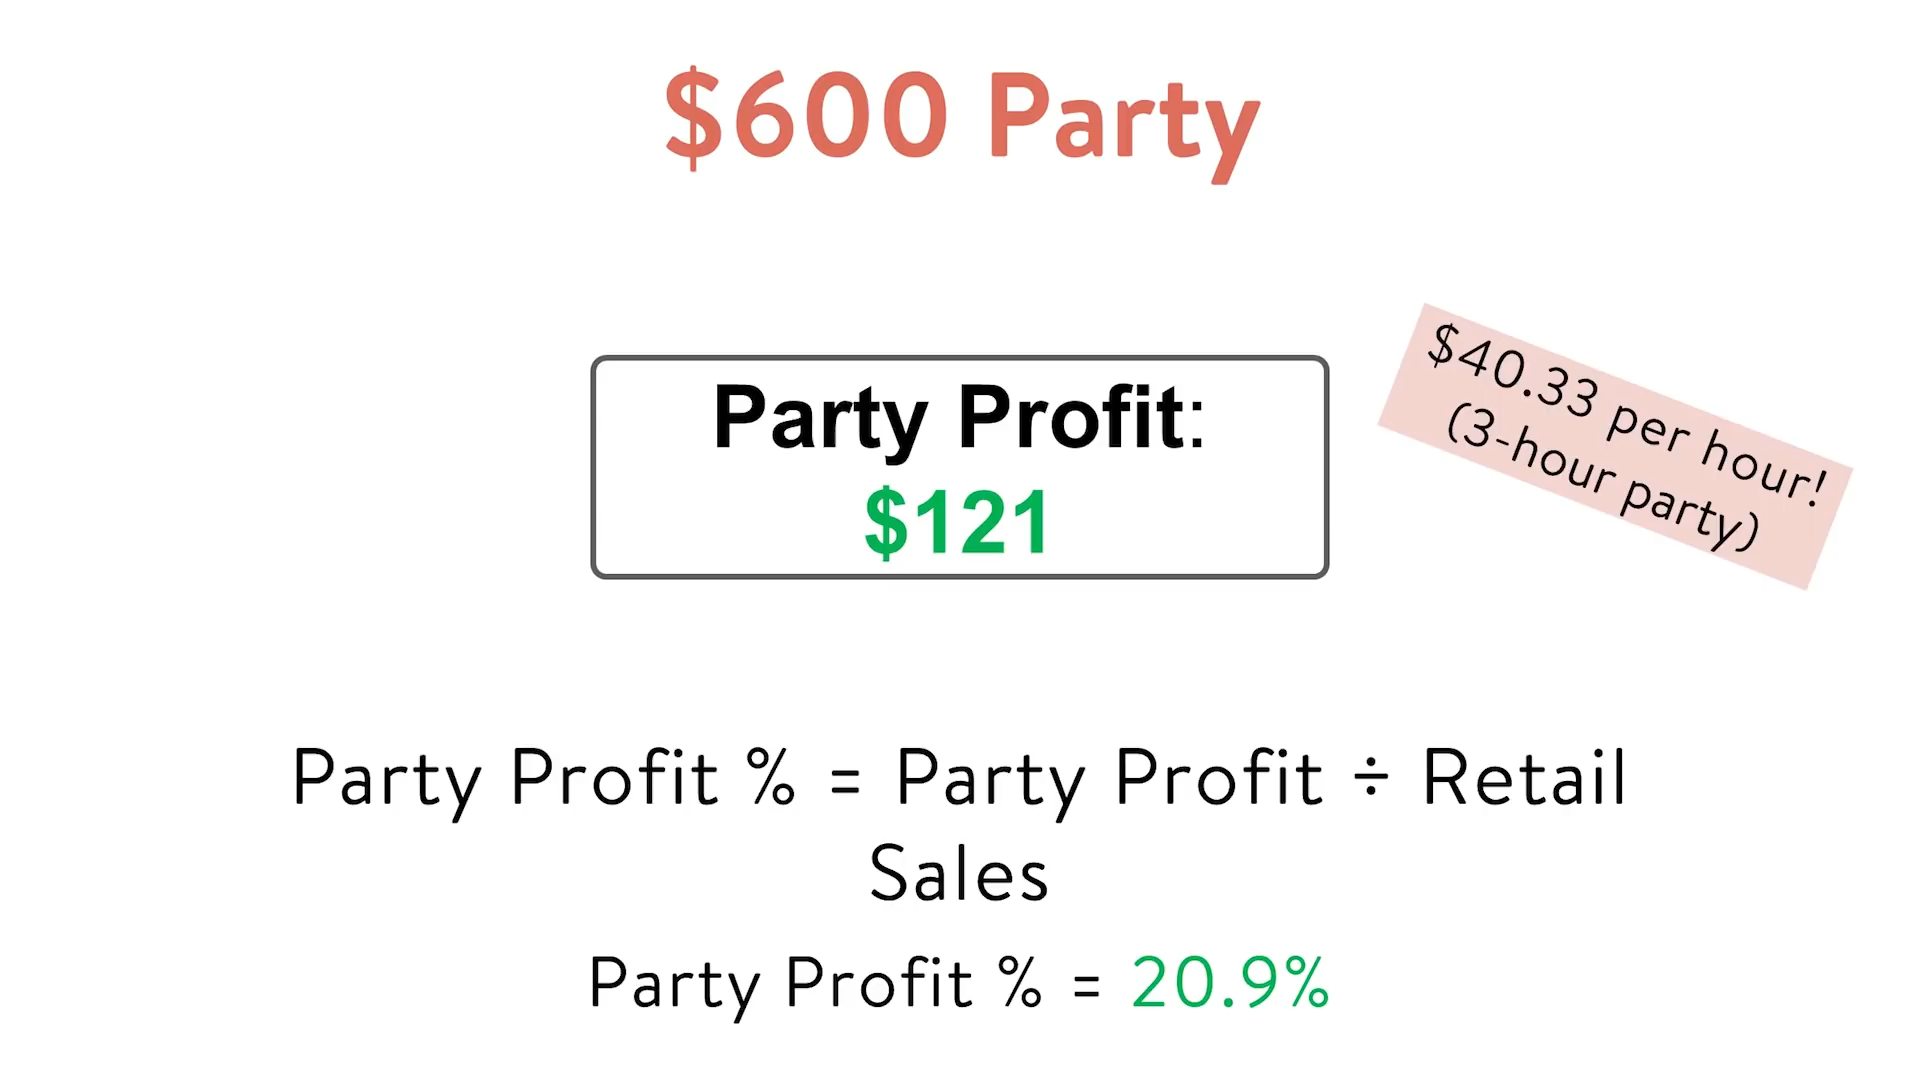 $600 Party
Party Profit:
$121
$40.33 per hour!
(3-hour party)
Party Profit % = Party Profit ÷ Retail
Sales
Party Profit % = 20.9%